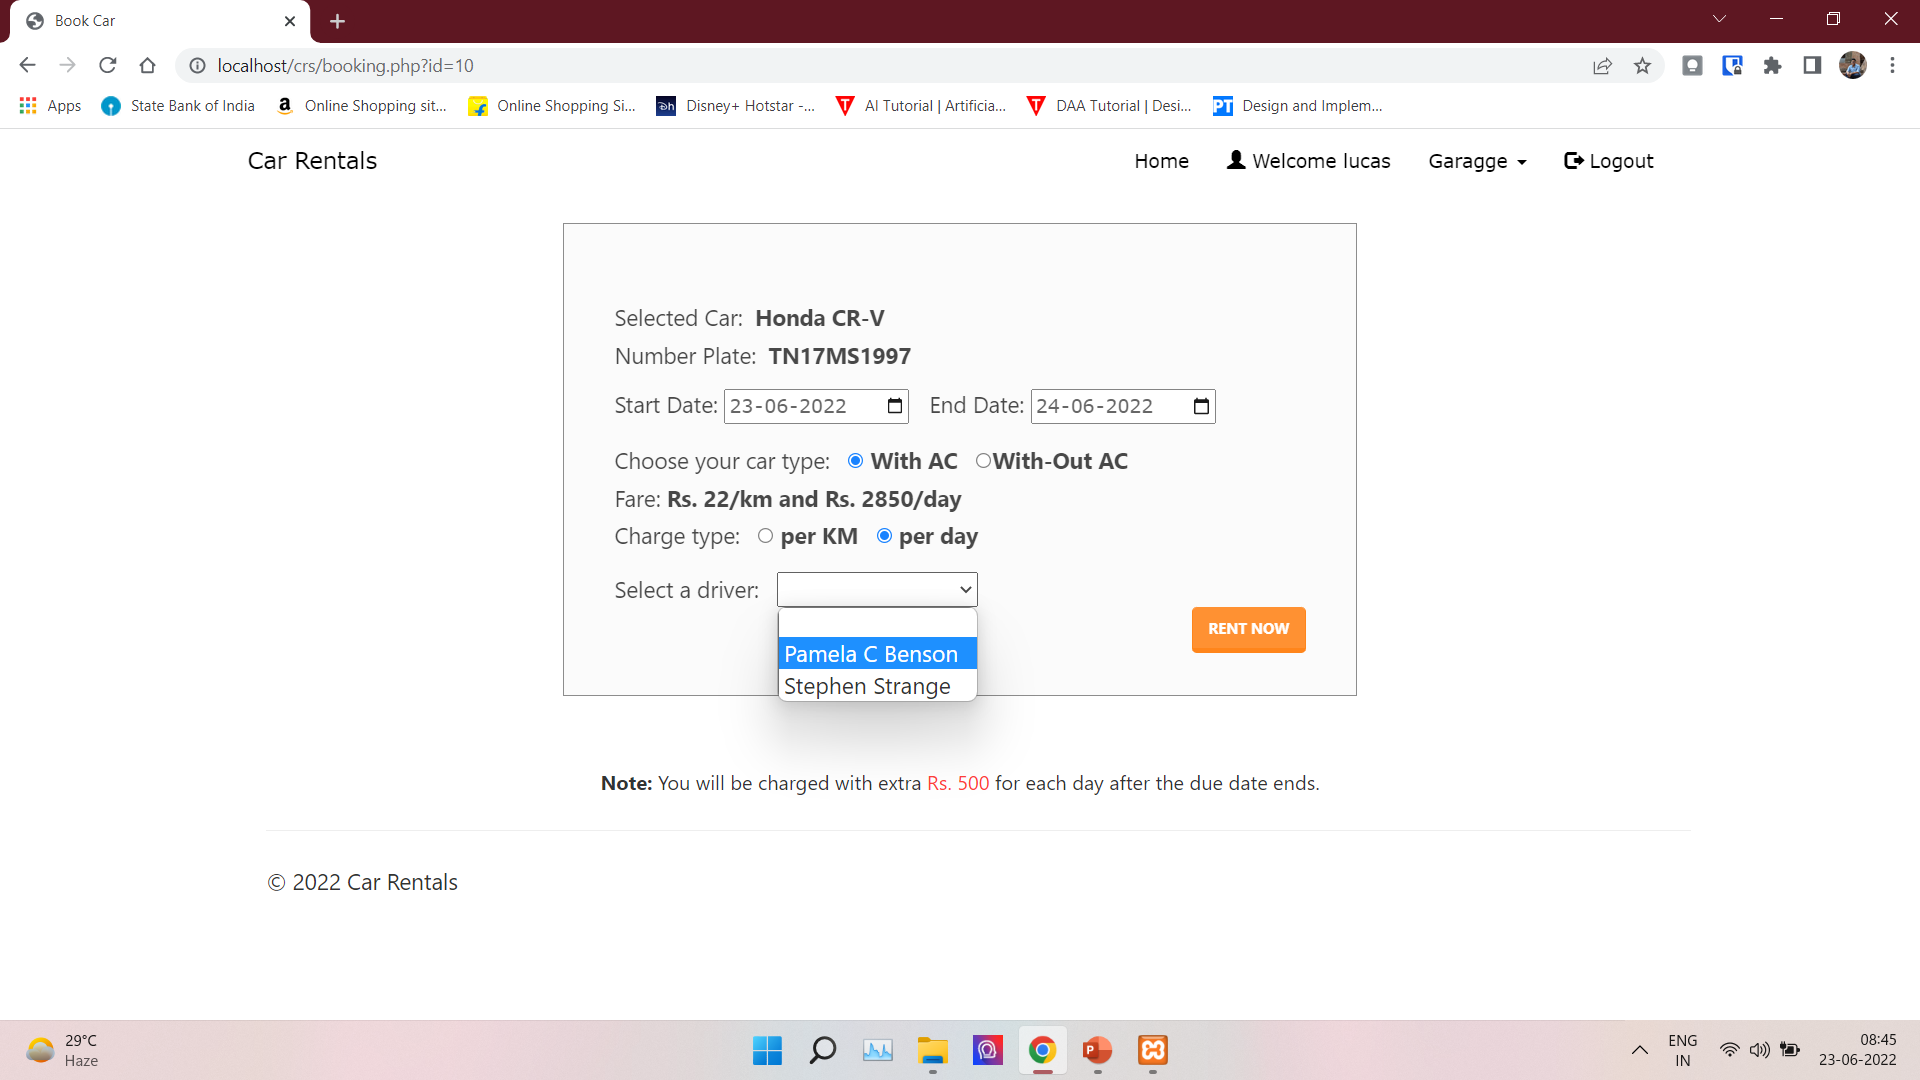 Book Car
localhost/crs/booking.php?id=10
Apps State Bank of India Online Shopping sit... Online Shopping Si... Disney+ Hotstar -... AI Tutorial | Artificia... DAA Tutorial | Desi... Design and Implem...
Car Rentals Home Welcome lucas Garagge Logout
Selected Car: Honda CR-V
Number Plate: TN17MS1997
Start Date: 23-06-2022 End Date: 24-06-2022
Choose your car type: With AC With-Out AC
Fare: Rs. 22/km and Rs. 2850/day
Charge type: per KM per day
Select a driver:
RENT NOW
Pamela C Benson
Stephen Strange
Note: You will be charged with extra Rs. 500 for each day after the due date ends.
© 2022 Car Rentals
29°C
Haze
ENG
IN
08:45
23-06-2022